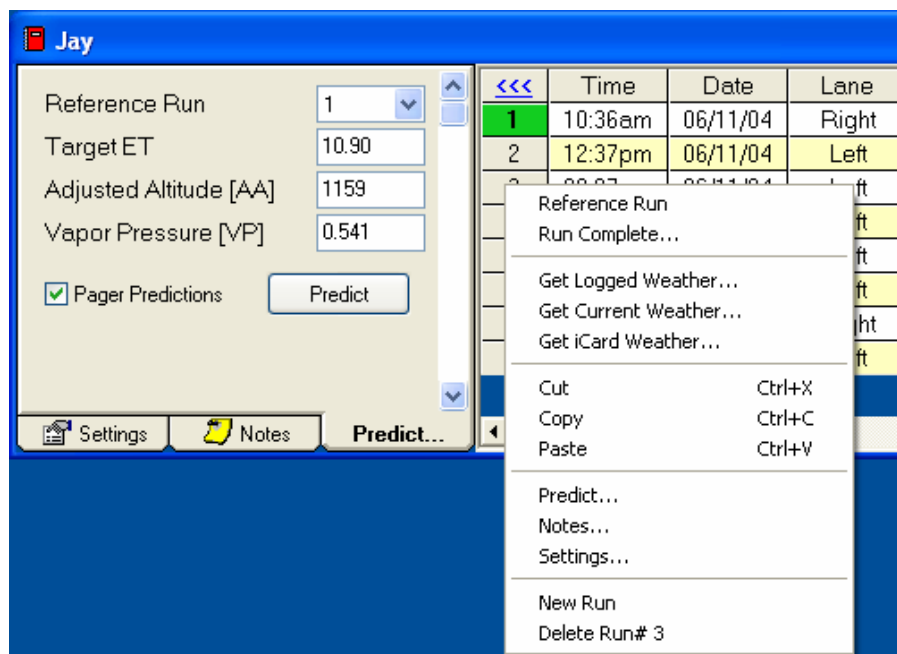 Jay
Reference Run 1
Target ET 10.90
Adjusted Altitude [AA] 1159
Vapor Pressure [VP] 0.541
Pager Predictions Predict
Settings Notes Predict...
<<< Time Date Lane
1 10:36am 06/11/04 Right
2 12:37pm 06/11/04 Left
Reference Run
Run Complete...
Get Logged Weather...
Get Current Weather...
Get iCard Weather...
Cut Ctrl+X
Copy Ctrl+C
Paste Ctrl+V
Predict...
Notes...
Settings...
New Run
Delete Run# 3